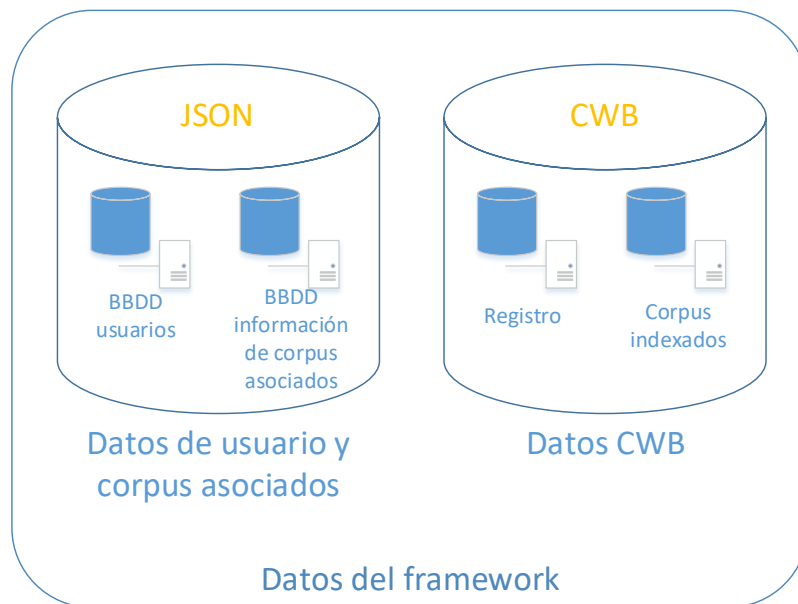 JSON
BBDD
usuarios
BBDD
información
de corpus
asociados
Datos de usuario y
corpus asociados
CWB
Registro
Corpus
indexados
Datos CWB
Datos del framework